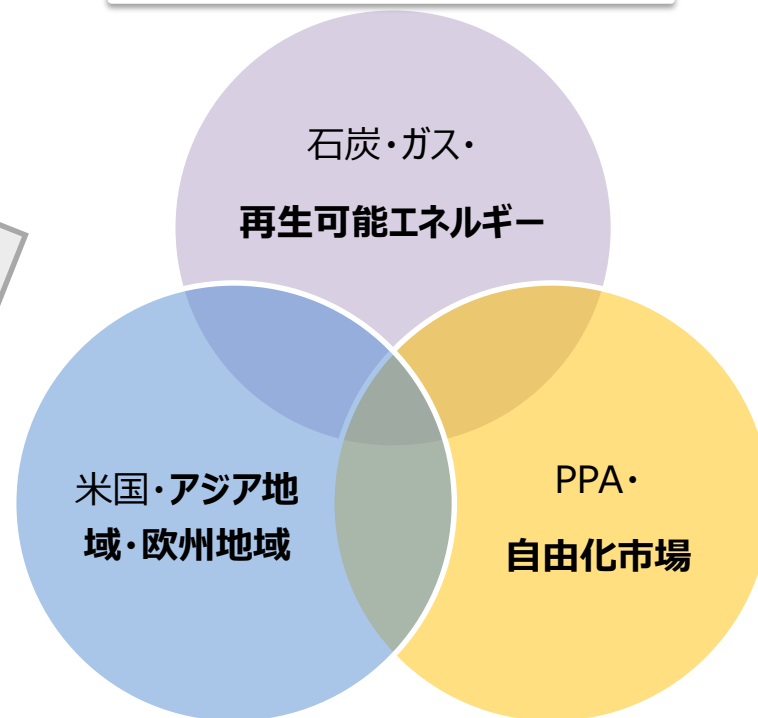 石炭・ガス・
再生可能エネルギー
米国・アジア地
域・欧州地域
PPA・
自由化市場